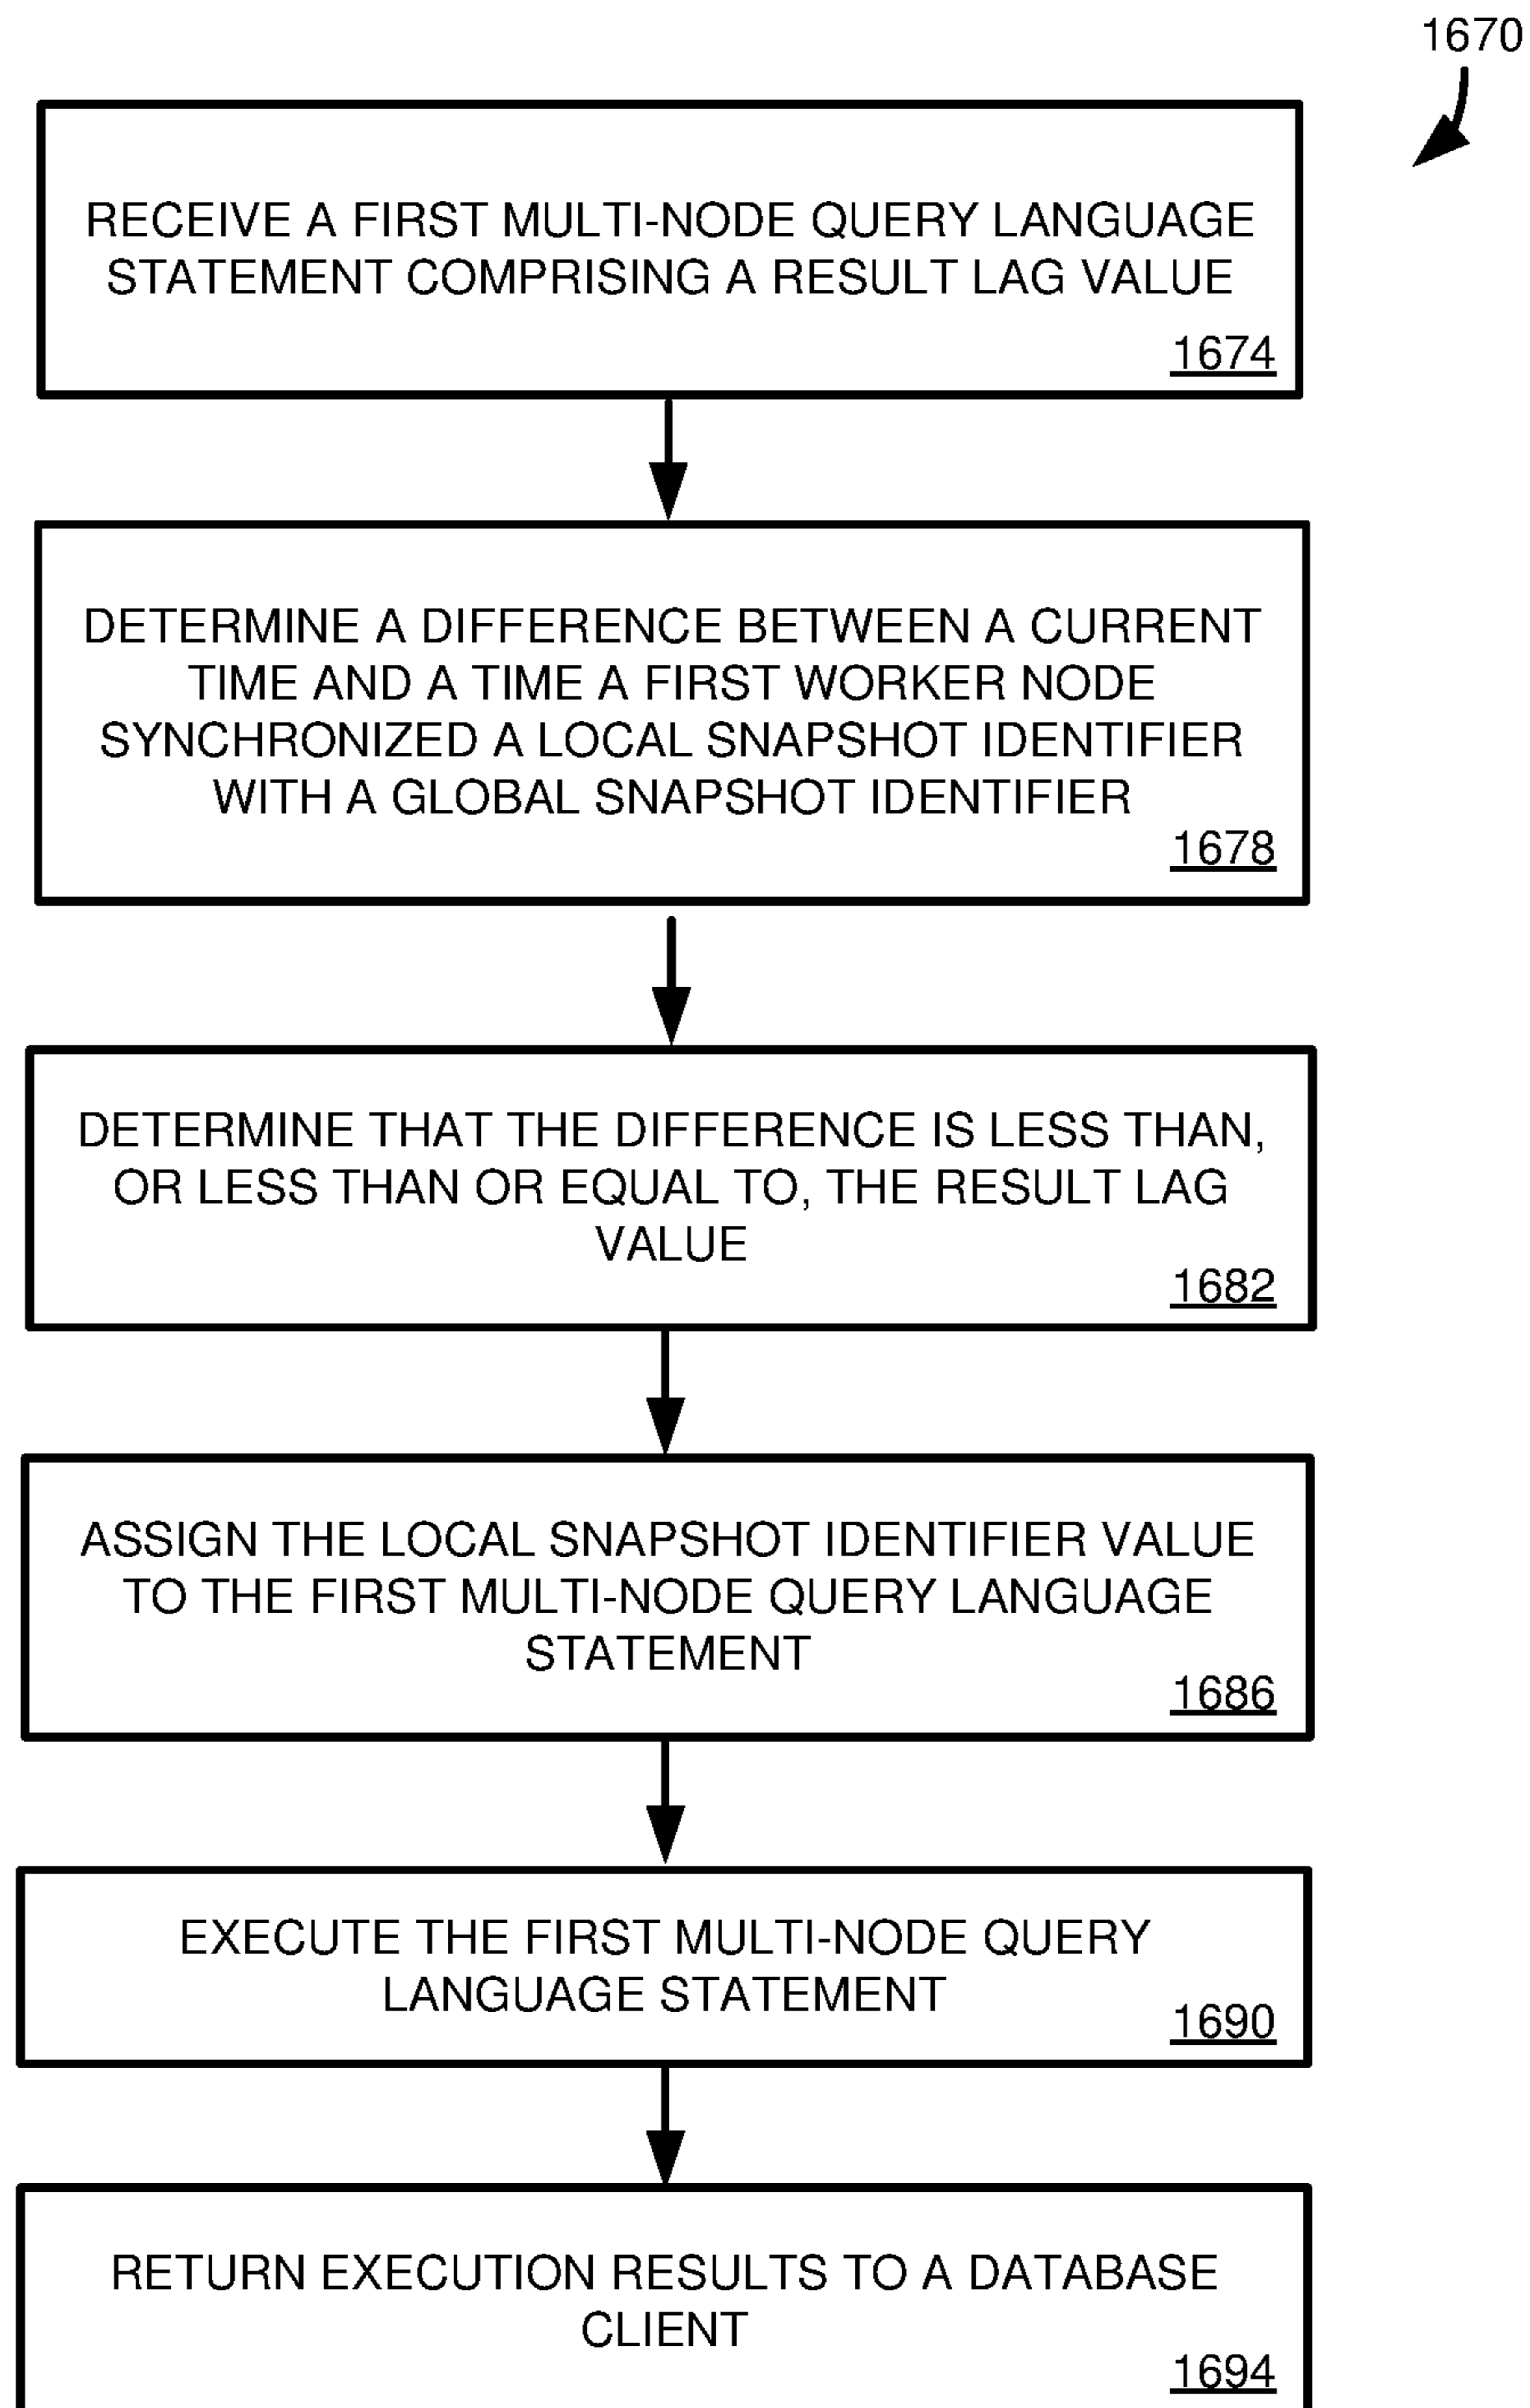 1670
RECEIVE A FIRST MULTI-NODE QUERY LANGUAGE
STATEMENT COMPRISING A RESULT LAG VALUE
1674
DETERMINE A DIFFERENCE BETWEEN A CURRENT
TIME AND A TIME A FIRST WORKER NODE
SYNCHRONIZED A LOCAL SNAPSHOT IDENTIFIER
WITH A GLOBAL SNAPSHOT IDENTIFIER
1678
DETERMINE THAT THE DIFFERENCE IS LESS THAN,
OR LESS THAN OR EQUAL TO, THE RESULT LAG
VALUE
1682
ASSIGN THE LOCAL SNAPSHOT IDENTIFIER VALUE
TO THE FIRST MULTI-NODE QUERY LANGUAGE
STATEMENT
1686
EXECUTE THE FIRST MULTI-NODE QUERY
LANGUAGE STATEMENT
1690
RETURN EXECUTION RESULTS TO A DATABASE
CLIENT
1694